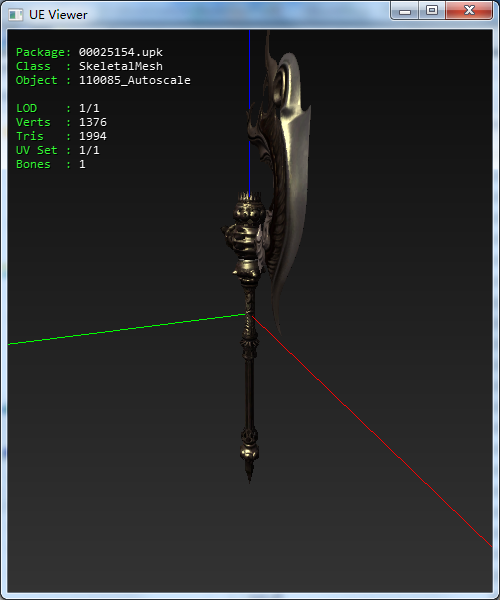 UE Viewer
Package: 00025154.upk
Class : SkeletalMesh
Object : 110085_Autoscale
LOD : 1/1
Verts : 1376
Tris : 1994
UV Set : 1/1
Bones : 1